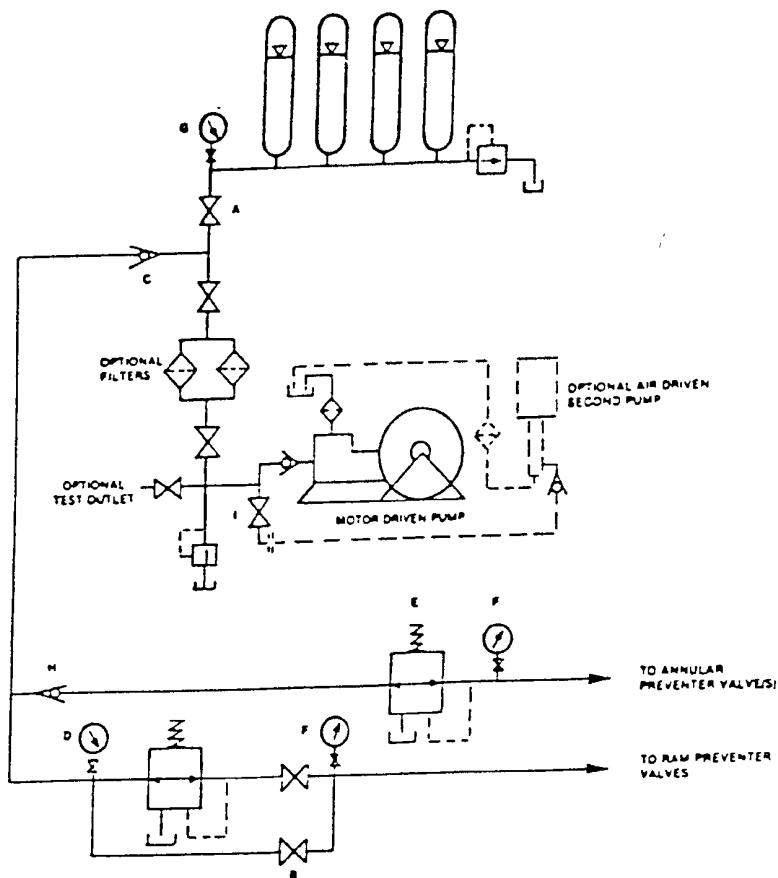 G
A
C
OPTIONAL
FILTERS
OPTIONAL AIR DRIVEN
SECOND PUMP
OPTIONAL
TEST OUTLET
I
MOTOR DRIVEN PUMP
E
F
H
TO ANNULAR
PREVENTER VALVE(S)
D
F
TO RAM PREVENTER
VALVES
B